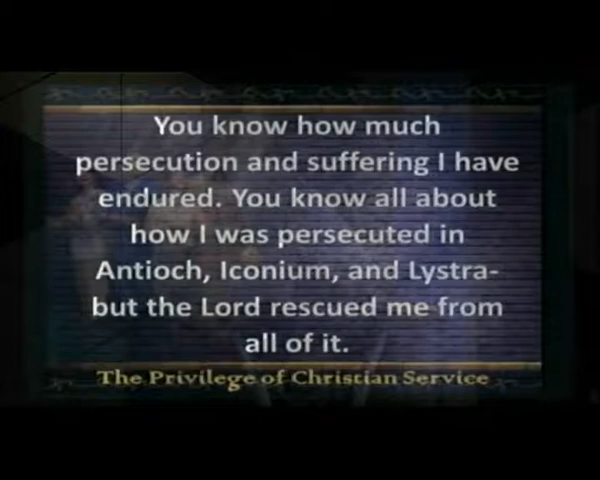 You know how much
persecution and suffering I have
endured. You know all about
how I was persecuted in
Antioch, Iconium, and Lystra-
but the Lord rescued me from
all of it.
The Privilege of Christian Service